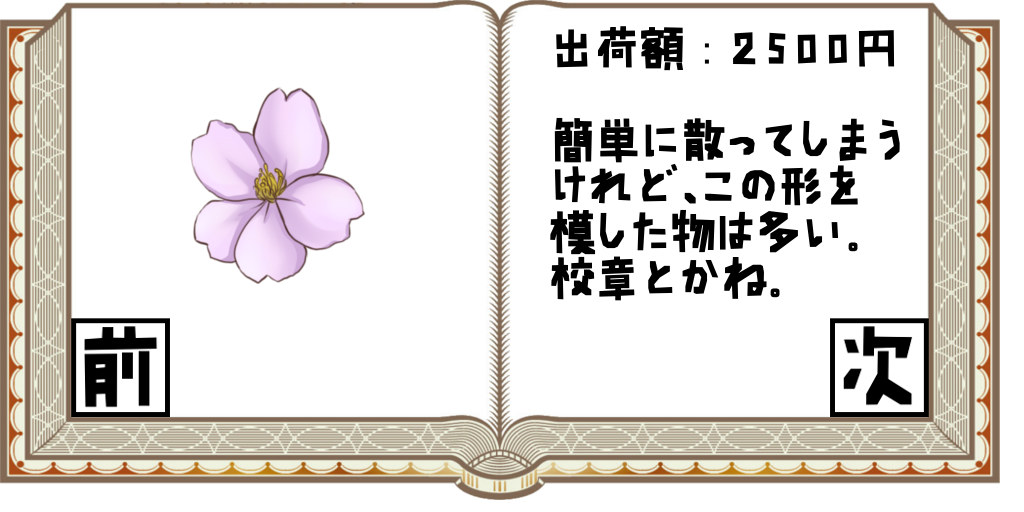 出荷額：2500円
簡単に散ってしまう
けれど、この形を
模した物は多い。
校章とかね。
前
次